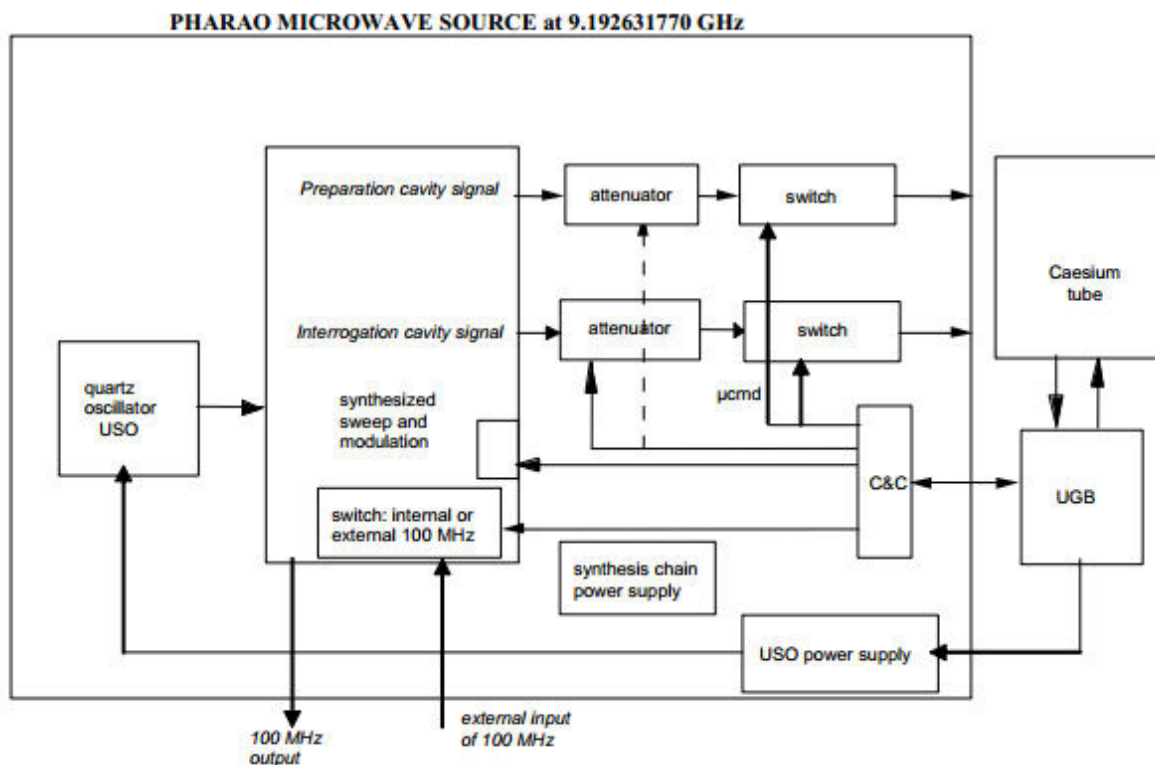 PHARAO MICROWAVE SOURCE at 9.192631770 GHz
Preparation cavity signal
attenuator
switch
Caesium
tube
Interrogation cavity signal
attenuator
switch
quartz
oscillator
USO
synthesized
sweep and
modulation
µcmd
C&C
UGB
switch: internal or
external 100 MHz
synthesis chain
power supply
USO power supply
100 MHz
output
external input
of 100 MHz